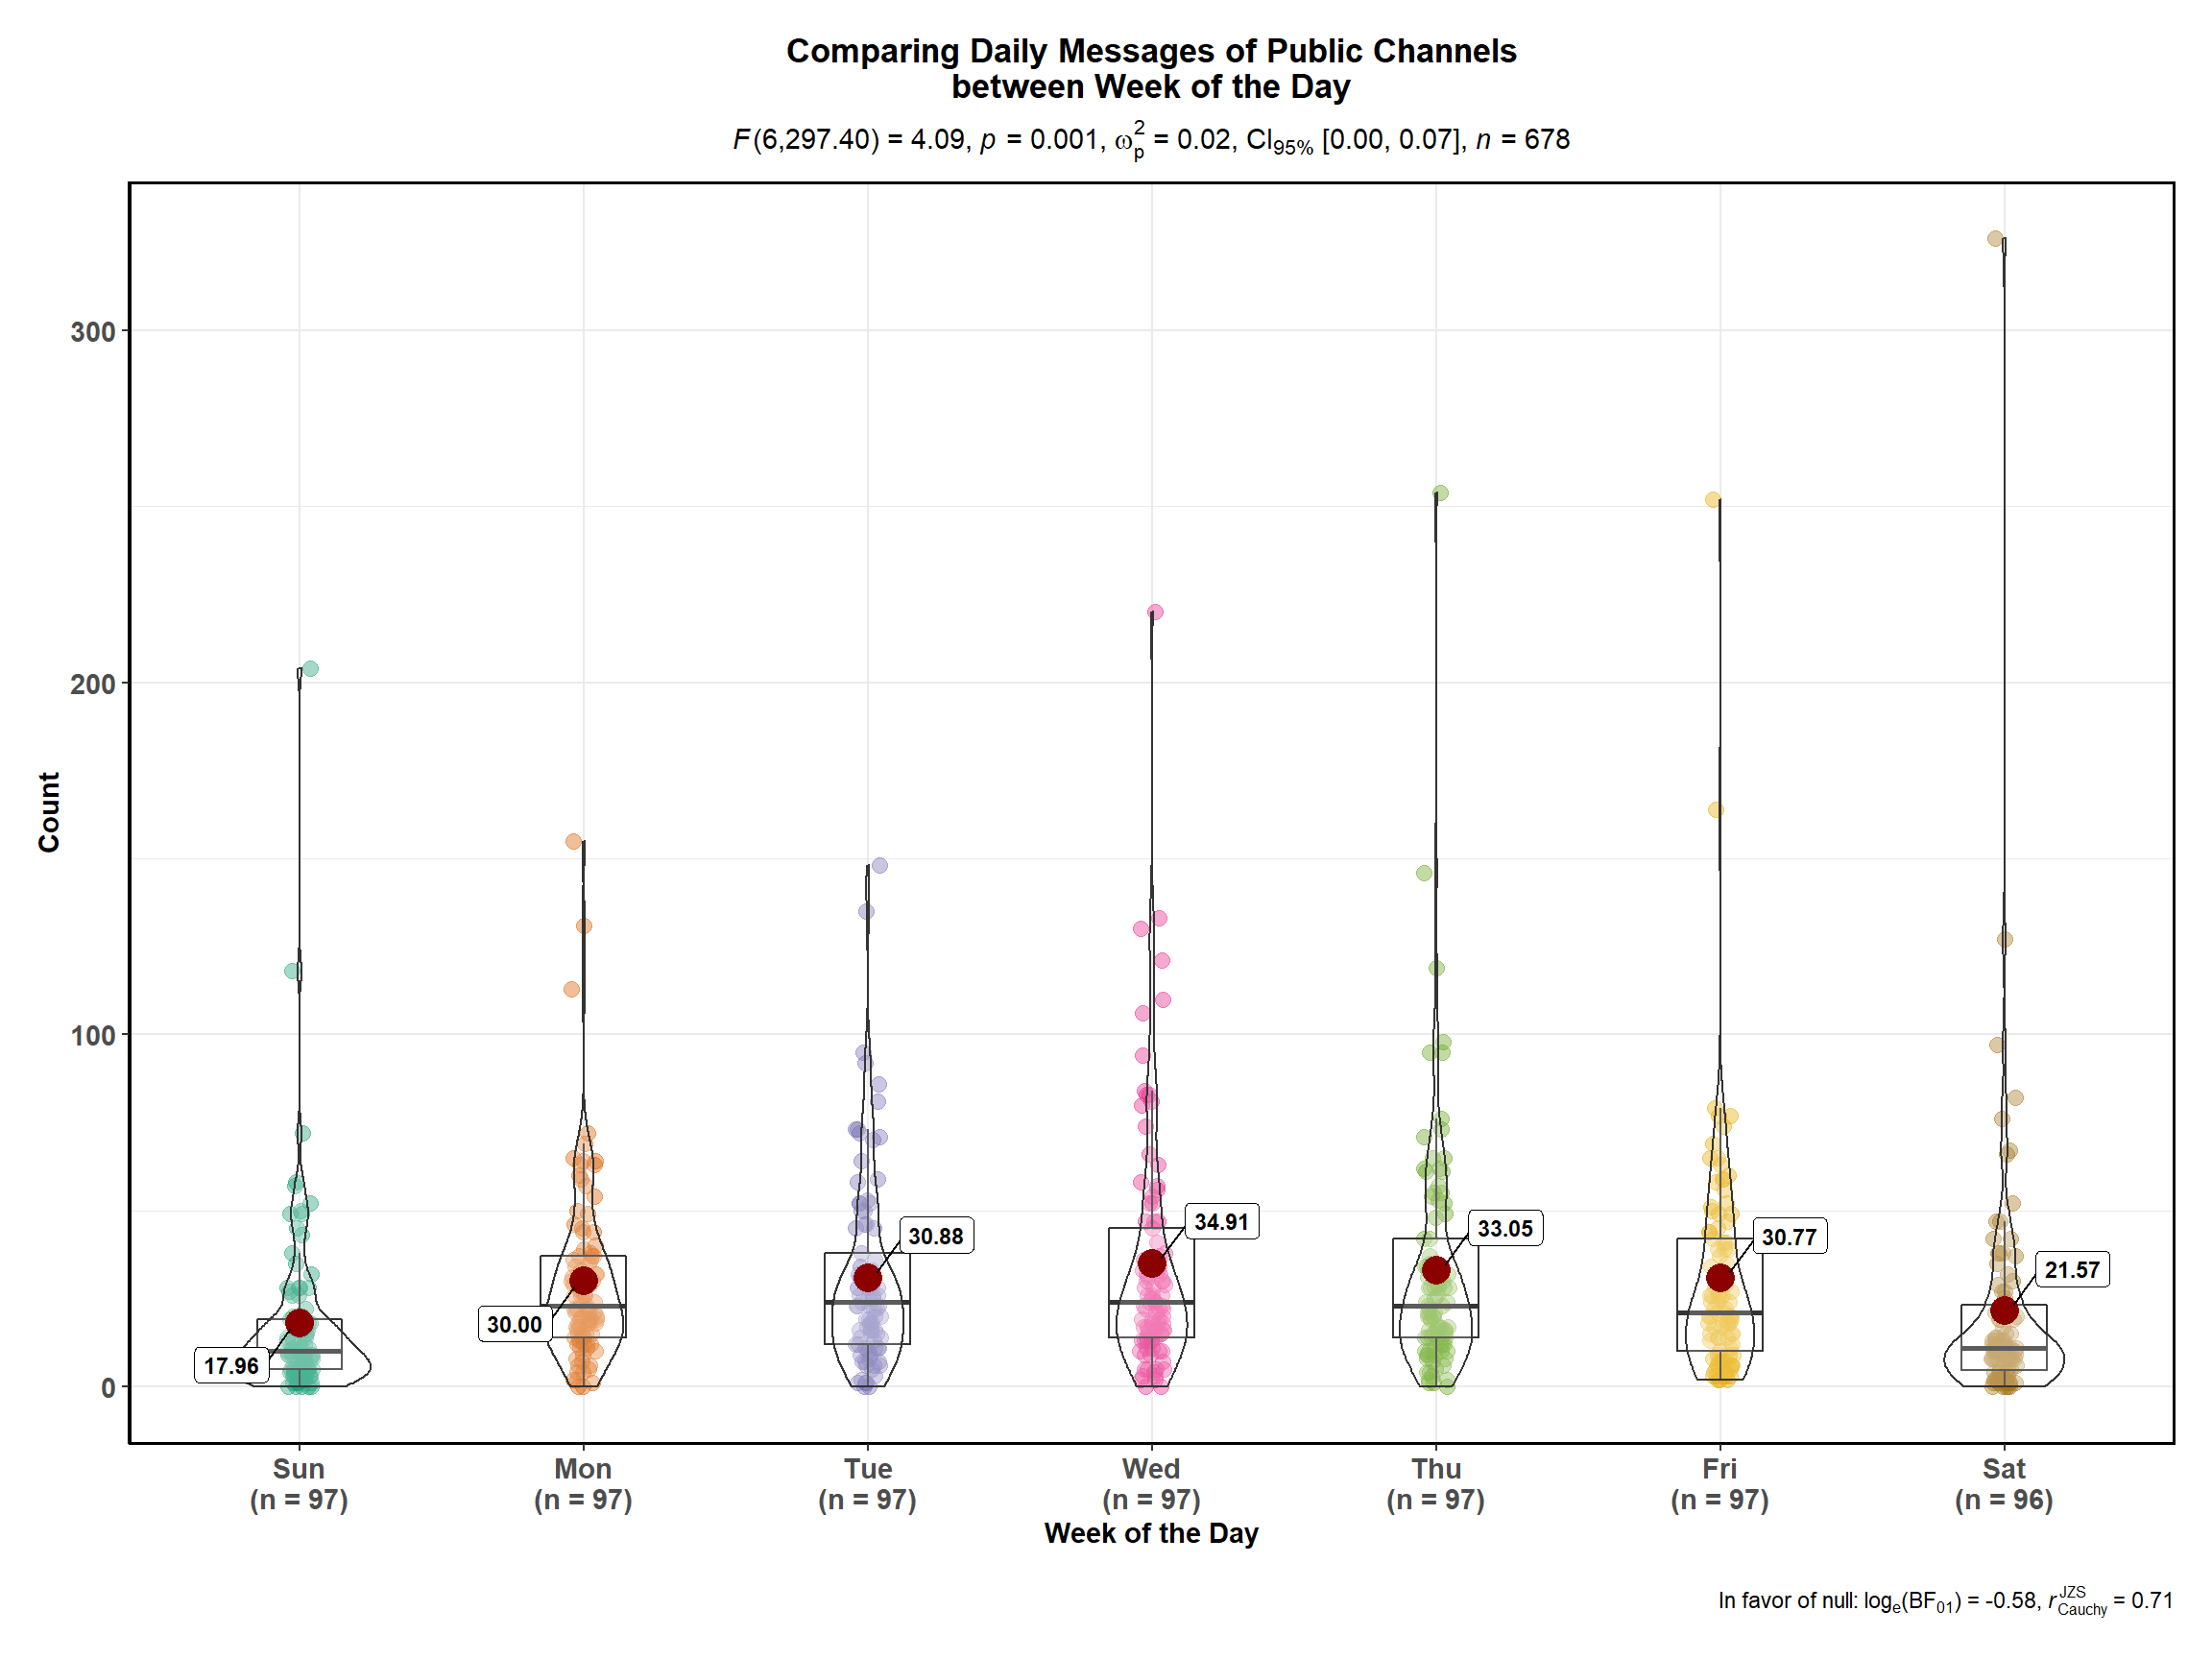 Comparing Daily Messages of Public Channels
between Week of the Day
F(6,297.40) = 4.09, p = 0.001, ω²ₚ = 0.02, CI₉₅% [0.00, 0.07], n = 678
Count
300
200
100
0
17.96
30.00
30.88
34.91
33.05
30.77
21.57
Sun Mon Tue Wed Thu Fri Sat
(n = 97) (n = 97) (n = 97) (n = 97) (n = 97) (n = 97) (n = 96)
Week of the Day
In favor of null: logₑ(BF₀₁) = -0.58, r JZS Cauchy = 0.71